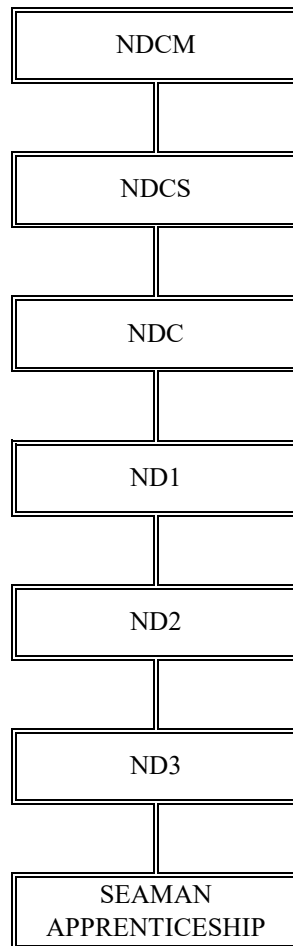 NDCM
NDCS
NDC
ND1
ND2
ND3
SEAMAN
APPRENTICESHIP